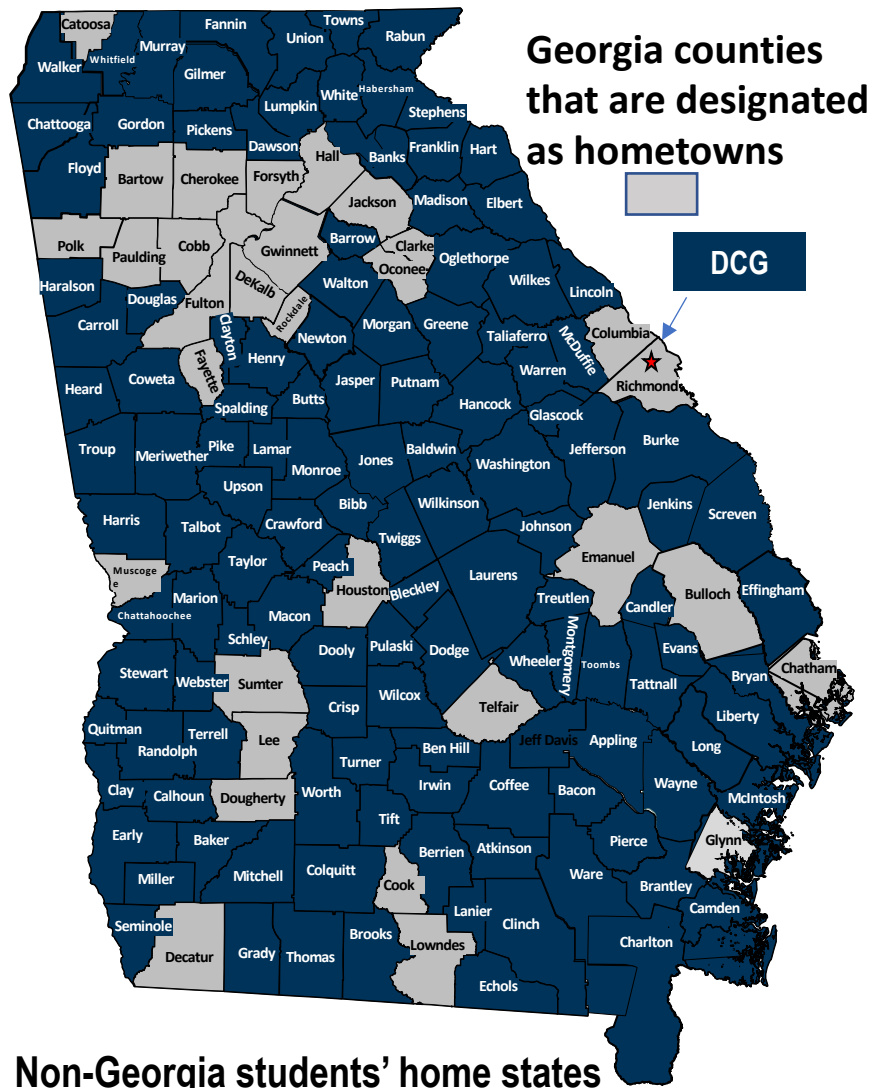 Georgia counties
that are designated
as hometowns
DCG
Catoosa
Fannin
Towns
Union
Rabun
Murray
Whitfield
Walker
Gilmer
White
Habersham
Lumpkin
Stephens
Chattooga
Gordon
Pickens
Dawson
Hall
Banks
Franklin
Hart
Floyd
Bartow
Cherokee
Forsyth
Jackson
Madison
Elbert
Polk
Paulding
Cobb
Gwinnett
Barrow
Clarke
Oconee
Oglethorpe
Wilkes
Lincoln
Haralson
Douglas
Fulton
DeKalb
Rockdale
Walton
Carroll
Clayton
Newton
Morgan
Greene
Taliaferro
McDuffie
Columbia
Richmond
Heard
Coweta
Fayette
Henry
Spalding
Butts
Jasper
Putnam
Hancock
Warren
Glascock
Troup
Meriwether
Pike
Lamar
Monroe
Jones
Baldwin
Washington
Jefferson
Burke
Upson
Bibb
Wilkinson
Jenkins
Screven
Harris
Talbot
Crawford
Twiggs
Johnson
Emanuel
Muscoge
e
Taylor
Peach
Houston
Bleckley
Laurens
Treutlen
Candler
Bulloch
Effingham
Chattahoochee
Marion
Macon
Schley
Dooly
Pulaski
Dodge
Wheeler
Montgomery
Toombs
Evans
Tattnall
Bryan
Chatham
Stewart
Webster
Sumter
Crisp
Wilcox
Telfair
Liberty
Quitman
Randolph
Terrell
Lee
Turner
Ben Hill
Jeff Davis
Appling
Long
Clay
Calhoun
Dougherty
Worth
Irwin
Coffee
Bacon
Wayne
McIntosh
Early
Baker
Tift
Pierce
Glynn
Miller
Mitchell
Colquitt
Cook
Berrien
Atkinson
Ware
Brantley
Seminole
Decatur
Grady
Thomas
Brooks
Lowndes
Lanier
Clinch
Echols
Charlton
Camden
Non-Georgia students’ home states